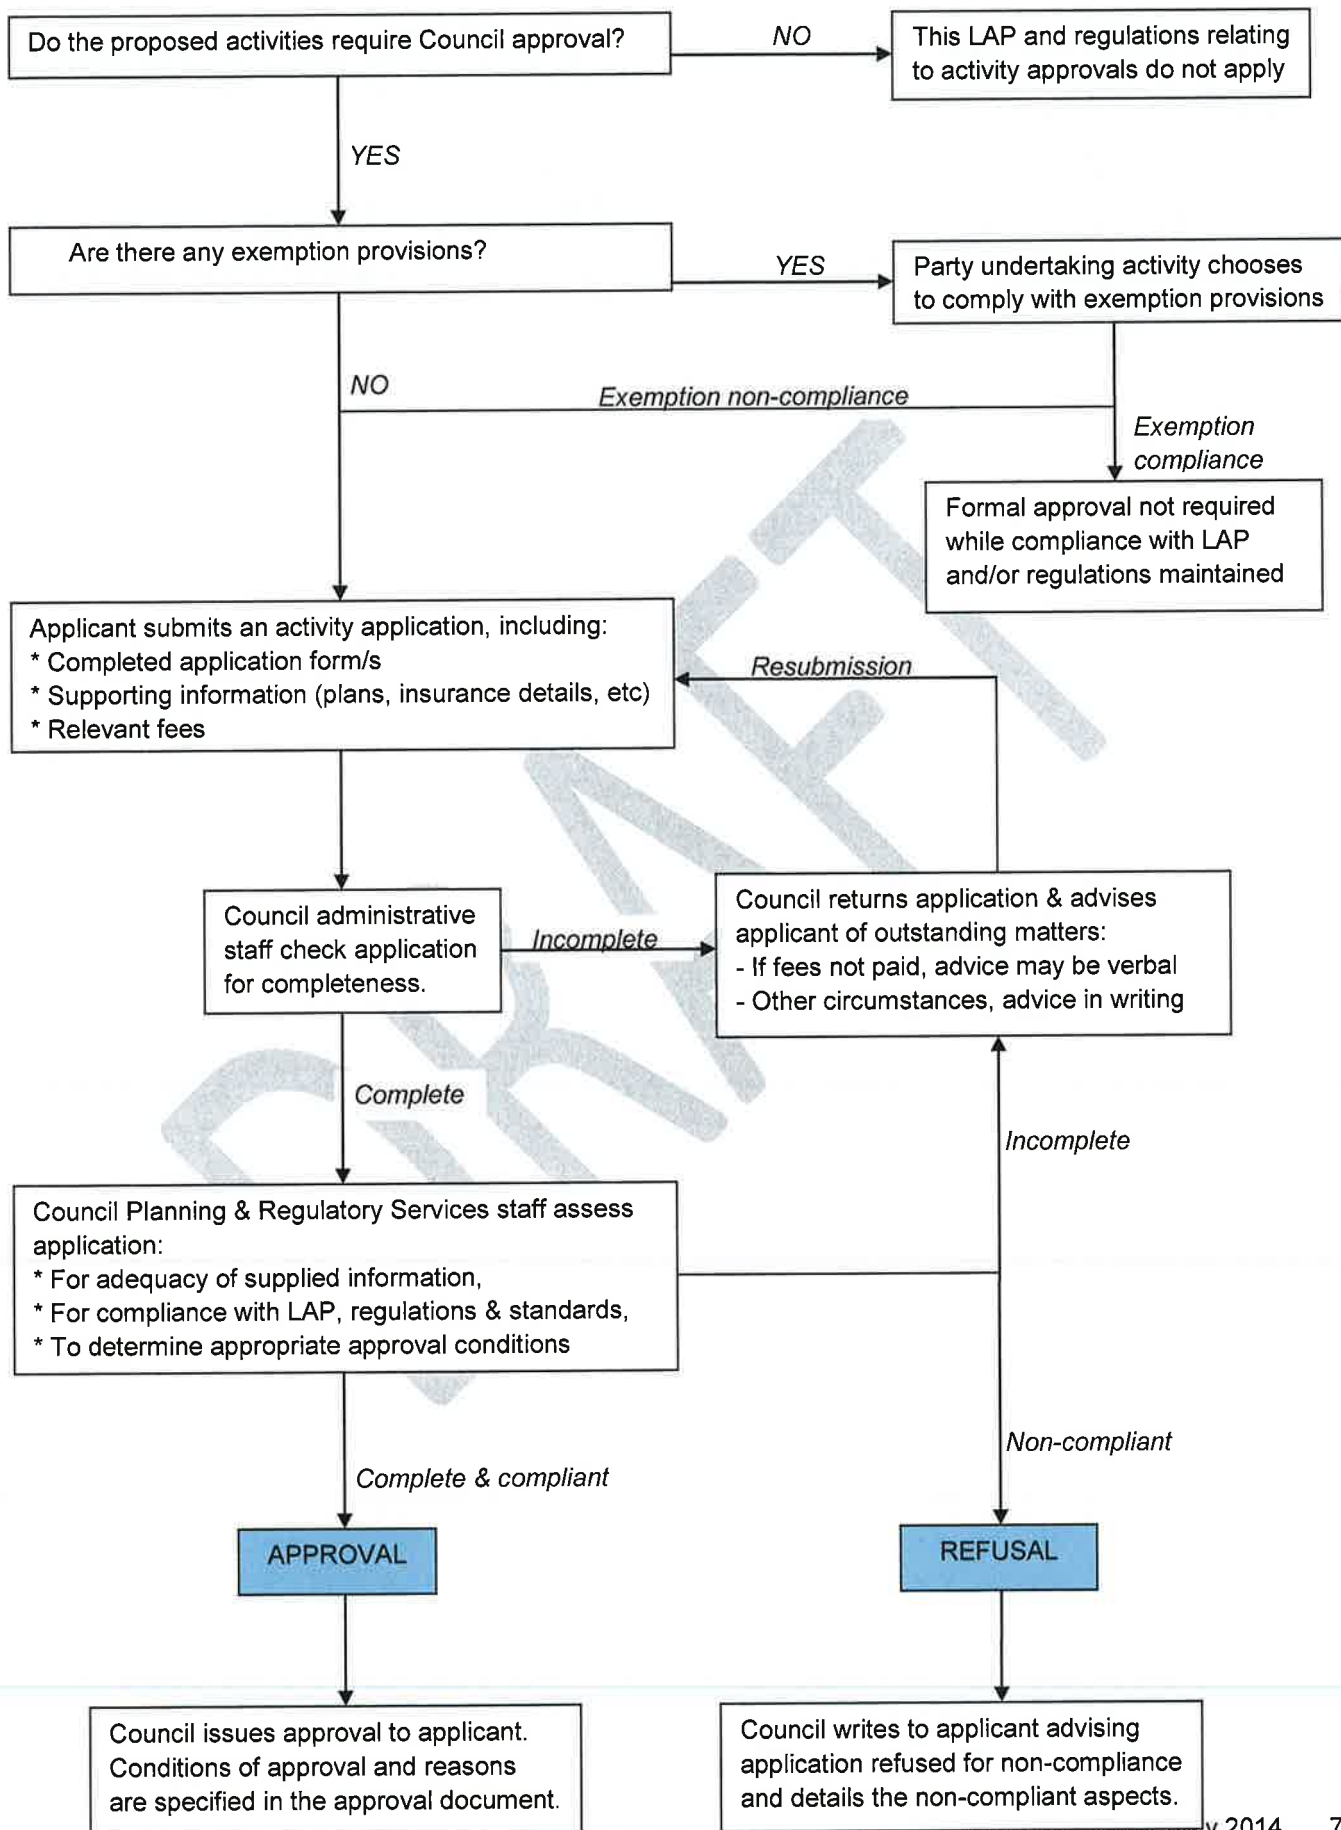 Do the proposed activities require Council approval?
NO
This LAP and regulations relating
to activity approvals do not apply
YES
Are there any exemption provisions?
YES
Party undertaking activity chooses
to comply with exemption provisions
NO
Exemption non-compliance
Exemption
compliance
Formal approval not required
while compliance with LAP
and/or regulations maintained
Applicant submits an activity application, including:
* Completed application form/s
* Supporting information (plans, insurance details, etc)
* Relevant fees
Resubmission
Council administrative
staff check application
for completeness.
Incomplete
Council returns application & advises
applicant of outstanding matters:
- If fees not paid, advice may be verbal
- Other circumstances, advice in writing
Complete
Incomplete
Council Planning & Regulatory Services staff assess
application:
* For adequacy of supplied information,
* For compliance with LAP, regulations & standards,
* To determine appropriate approval conditions
Complete & compliant
Non-compliant
APPROVAL
REFUSAL
Council issues approval to applicant.
Conditions of approval and reasons
are specified in the approval document.
Council writes to applicant advising
application refused for non-compliance
and details the non-compliant aspects.
2014 7
DRAFT